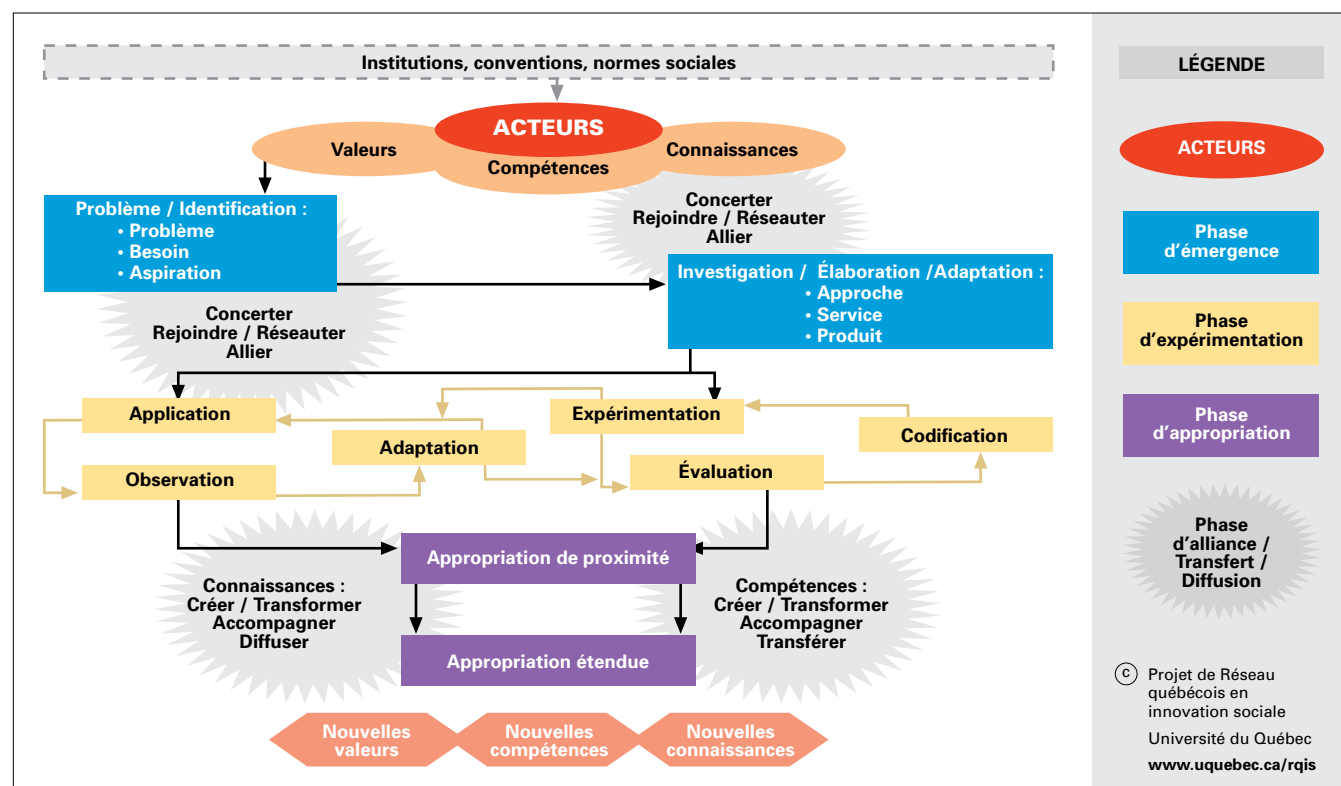 Institutions, conventions, normes sociales
ACTEURS
Valeurs
Compétences
Connaissances
Problème / Identification :
• Problème
• Besoin
• Aspiration
Concerter
Rejoindre / Réseauter
Allier
Concerter
Rejoindre / Réseauter
Allier
Investigation / Élaboration /Adaptation :
• Approche
• Service
• Produit
Application
Expérimentation
Adaptation
Codification
Observation
Évaluation
Appropriation de proximité
Connaissances :
Créer / Transformer
Accompagner
Diffuser
Compétences :
Créer / Transformer
Accompagner
Transférer
Appropriation étendue
Nouvelles
valeurs
Nouvelles
compétences
Nouvelles
connaissances
LÉGENDE
ACTEURS
Phase
d'émergence
Phase
d'expérimentation
Phase
d'appropriation
Phase
d'alliance /
Transfert /
Diffusion
© Projet de Réseau
québécois en
innovation sociale
Université du Québec
www.uquebec.ca/rqis